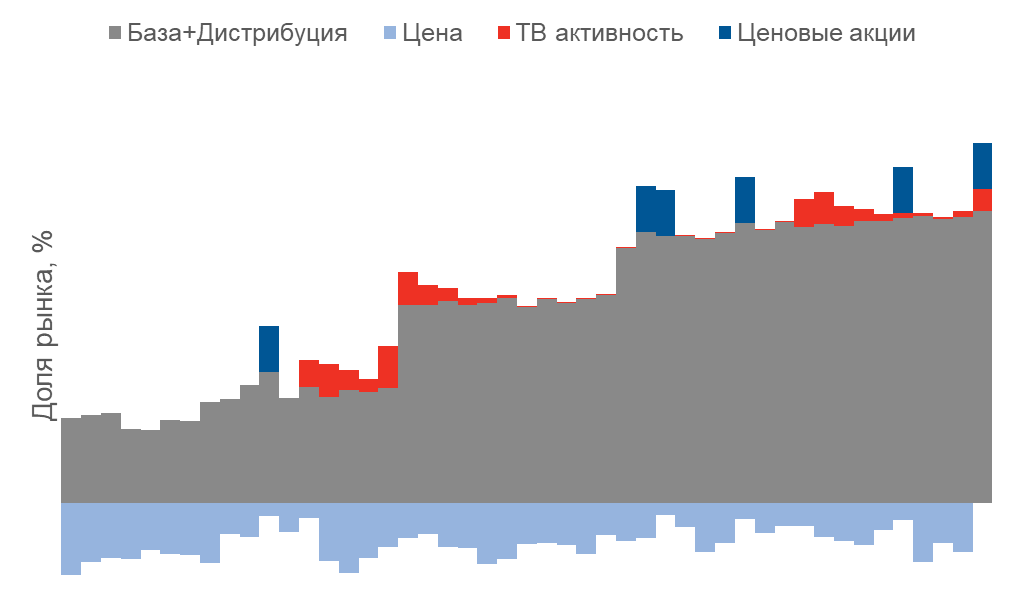 База+Дистрибуция Цена ТВ активность Ценовые акции
Доля рынка, %